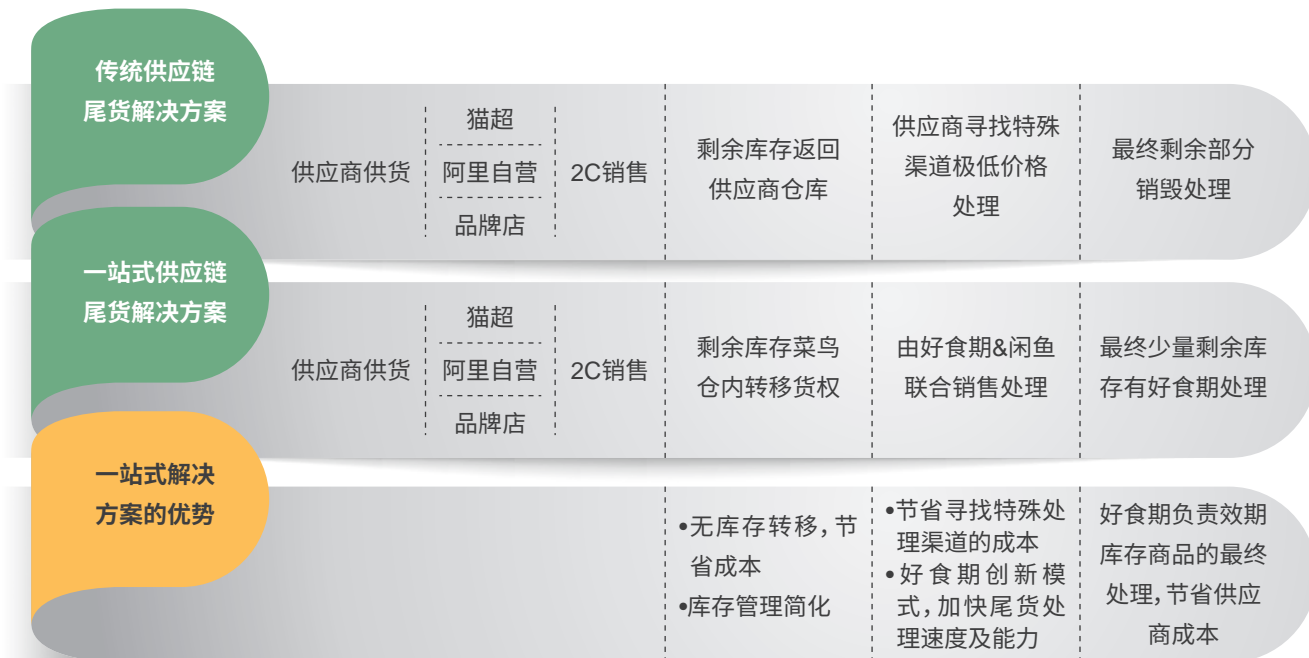 传统供应链
尾货解决方案
供应商供货
猫超
阿里自营
品牌店
2C销售
剩余库存返回
供应商仓库
供应商寻找特殊
渠道极低价格
处理
最终剩余部分
销毁处理
一站式供应链
尾货解决方案
供应商供货
猫超
阿里自营
品牌店
2C销售
剩余库存菜鸟
仓内转移货权
由好食期&闲鱼
联合销售处理
最终少量剩余库
存有好食期处理
一站式解决
方案的优势
•无库存转移，节
省成本
•库存管理简化
•节省寻找特殊处
理渠道的成本
•好食期创新模
式，加快尾货处
理速度及能力
好食期负责效期
库存商品的最终
处理，节省供应
商成本